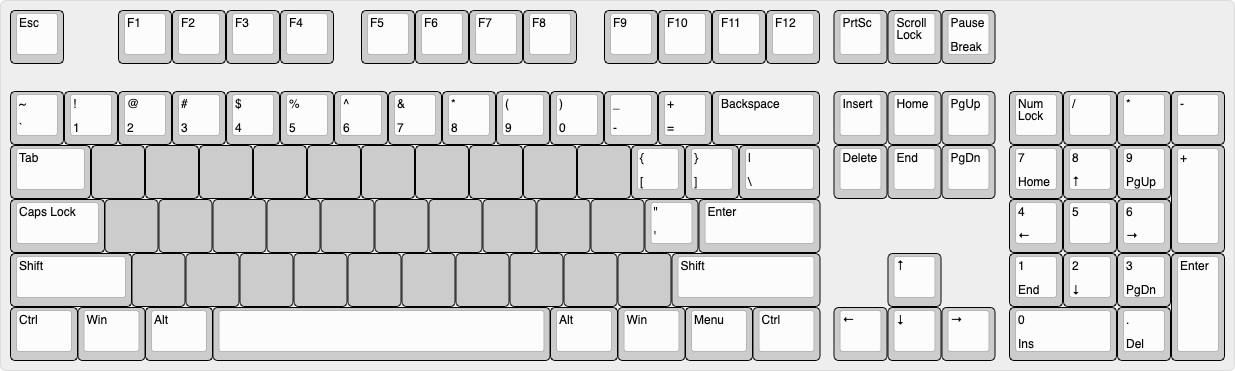 Esc F1 F2 F3 F4 F5 F6 F7 F8 F9 F10 F11 F12 PrtSc Scroll Pause
Lock
Break
~ ! @ # $ % ^ & * ( ) _ + Backspace Insert Home PgUp Num / * -
Lock
` 1 2 3 4 5 6 7 8 9 0 - =
Tab { } | Delete End PgDn 7 8 9 +
[ ] \ Home ↑ PgUp
Caps Lock " Enter 4 5 6
' ← →
Shift Shift ↑ 1 2 3 Enter
End ↓ PgDn
Ctrl Win Alt Alt Win Menu Ctrl ← ↓ → 0 .
Ins Del